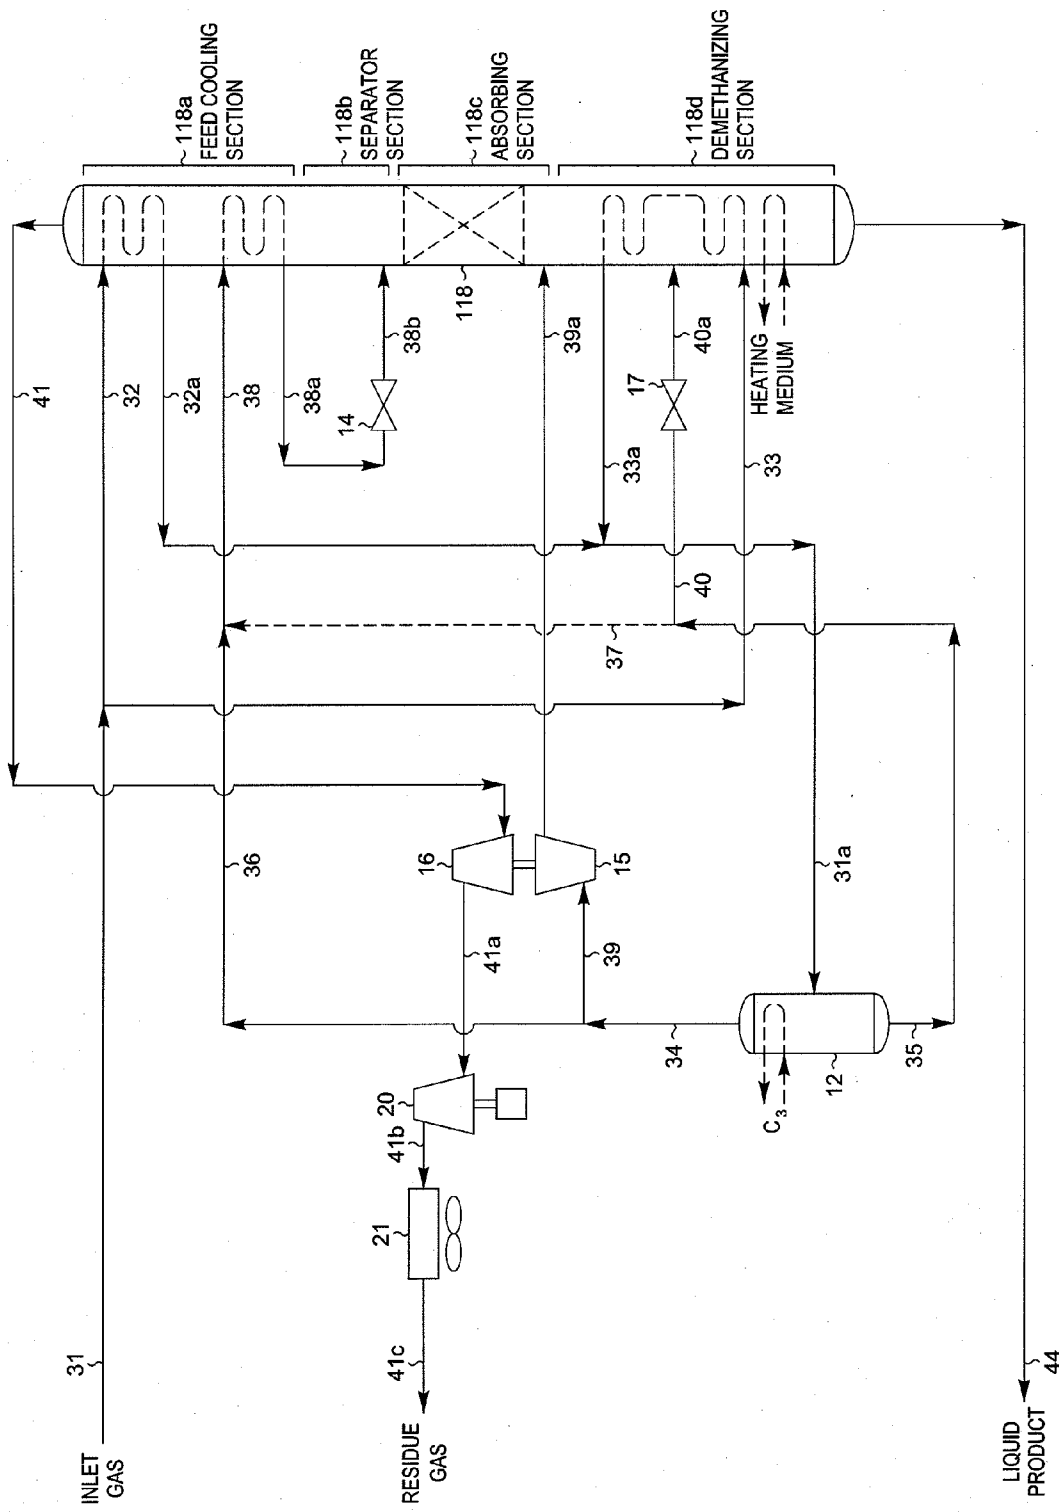 41
31
INLET
GAS
32
32a
118a
FEED COOLING
SECTION
36
38
38a
14
118b
SEPARATOR
SECTION
38b
21
20
41b
41c
RESIDUE
GAS
16
118
118c
ABSORBING
SECTION
41a
39a
39
15
37
33a
17
34
40
40a
118d
DEMETHANIZING
SECTION
HEATING
MEDIUM
33
C3
12
31a
35
LIQUID
PRODUCT
44